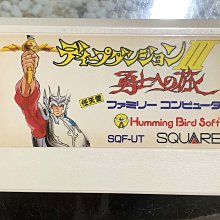 ディープダンジョンIII
勇士への旅
任天堂
ファミリー コンピュータ
Humming Bird Soft
SQF-UT SQUARE